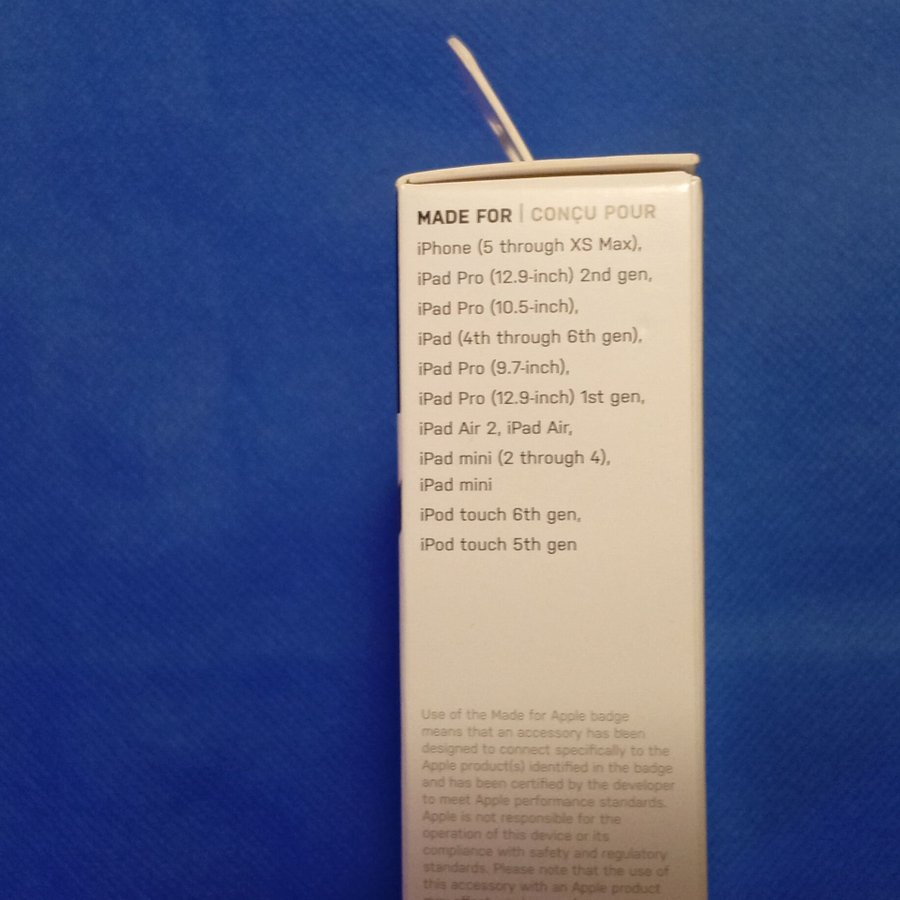 MADE FOR | CONÇU POUR
iPhone (5 through XS Max),
iPad Pro (12.9-inch) 2nd gen,
iPad Pro (10.5-inch),
iPad (4th through 6th gen),
iPad Pro (9.7-inch),
iPad Pro (12.9-inch) 1st gen,
iPad Air 2, iPad Air,
iPad mini (2 through 4),
iPad mini
iPod touch 6th gen,
iPod touch 5th gen
Use of the Made for Apple badge
means that an accessory has been
designed to connect specifically to the
Apple product(s) identified in the badge
and has been certified by the developer
to meet Apple performance standards.
Apple is not responsible for the
operation of this device or its
compliance with safety and regulatory
standards. Please note that the use of
this accessory with an Apple product